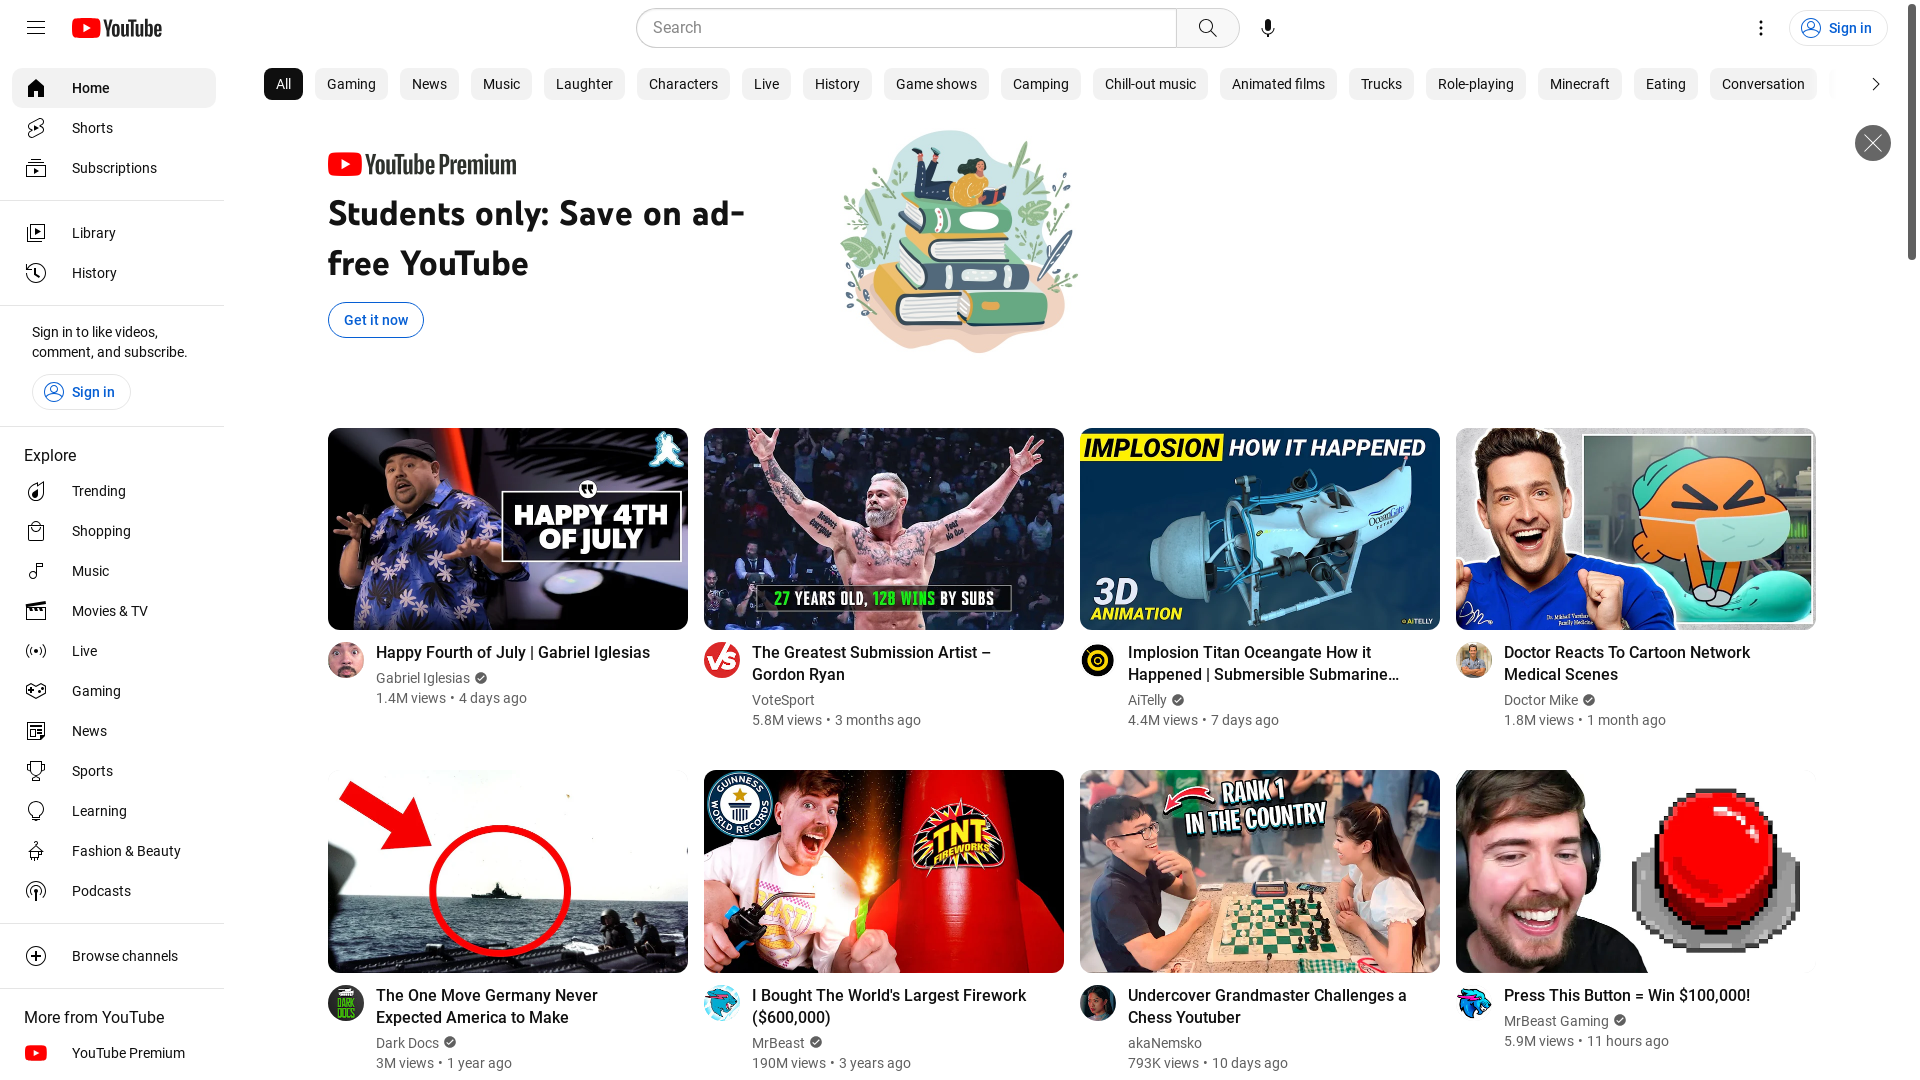 YouTube
Search
Sign in
Home
Shorts
Subscriptions
Library
History
Sign in to like videos,
comment, and subscribe.
Sign in
Explore
Trending
Shopping
Music
Movies & TV
Live
Gaming
News
Sports
Learning
Fashion & Beauty
Podcasts
Browse channels
More from YouTube
YouTube Premium
All
Gaming
News
Music
Laughter
Characters
Live
History
Game shows
Camping
Chill-out music
Animated films
Trucks
Role-playing
Minecraft
Eating
Conversation
YouTube Premium
Students only: Save on ad-
free YouTube
Get it now
HAPPY 4TH
OF JULY
Happy Fourth of July | Gabriel Iglesias
Gabriel Iglesias
1.4M views • 4 days ago
27 YEARS OLD, 128 WINS BY SUBS
VS
The Greatest Submission Artist –
Gordon Ryan
VoteSport
5.8M views • 3 months ago
IMPLOSION HOW IT HAPPENED
OceanGate
TITAN
3D
ANIMATION
AiTELLY
Implosion Titan Oceangate How it
Happened | Submersible Submarine…
AiTelly
4.4M views • 7 days ago
Doctor Reacts To Cartoon Network
Medical Scenes
Doctor Mike
1.8M views • 1 month ago
DARK
DOCS
The One Move Germany Never
Expected America to Make
Dark Docs
3M views • 1 year ago
GUINNESS
WORLD RECORDS
TNT
FIREWORKS
I Bought The World's Largest Firework
($600,000)
MrBeast
190M views • 3 years ago
RANK 1
IN THE COUNTRY
Undercover Grandmaster Challenges a
Chess Youtuber
akaNemsko
793K views • 10 days ago
Press This Button = Win $100,000!
MrBeast Gaming
5.9M views • 11 hours ago